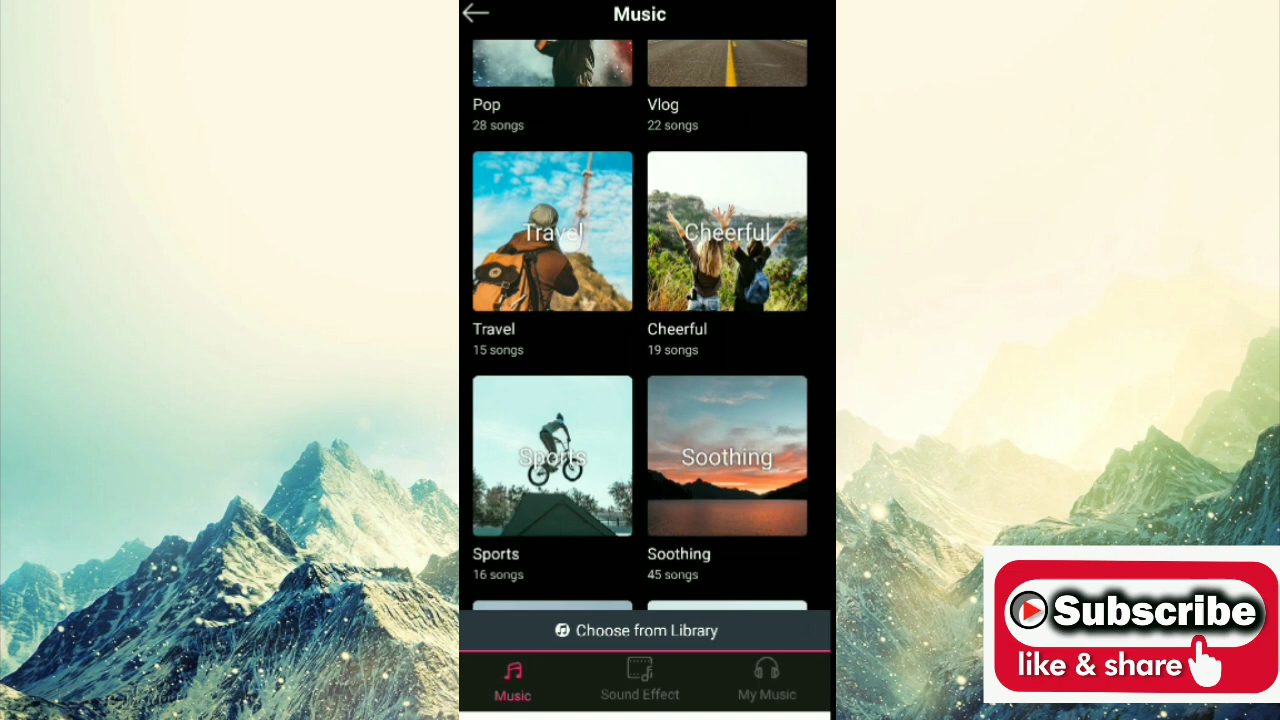 Music
Pop
28 songs
Vlog
22 songs
Travel
Travel
15 songs
Cheerful
Cheerful
19 songs
Sports
Sports
16 songs
Soothing
Soothing
45 songs
Choose from Library
Music
Sound Effect
My Music
Subscribe
like & share